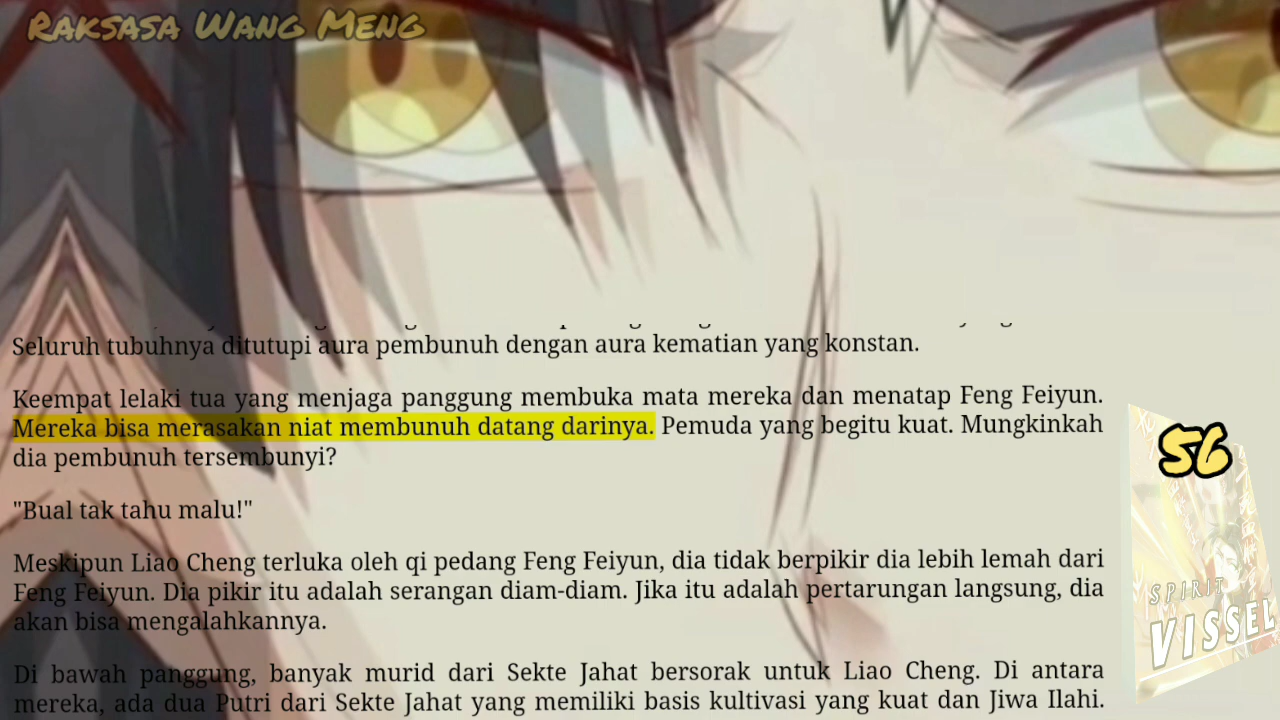 Raksasa Wang Meng
Seluruh tubuhnya ditutupi aura pembunuh dengan aura kematian yang konstan.
Keempat lelaki tua yang menjaga panggung membuka mata mereka dan menatap Feng Feiyun.
Mereka bisa merasakan niat membunuh datang darinya. Pemuda yang begitu kuat. Mungkinkah
dia pembunuh tersembunyi?
"Bual tak tahu malu!"
Meskipun Liao Cheng terluka oleh qi pedang Feng Feiyun, dia tidak berpikir dia lebih lemah dari
Feng Feiyun. Dia pikir itu adalah serangan diam-diam. Jika itu adalah pertarungan langsung, dia
akan bisa mengalahkannya.
Di bawah panggung, banyak murid dari Sekte Jahat bersorak untuk Liao Cheng. Di antara
mereka, ada dua Putri dari Sekte Jahat yang memiliki basis kultivasi yang kuat dan Jiwa Ilahi.
56
SPIRIT
VISSEL